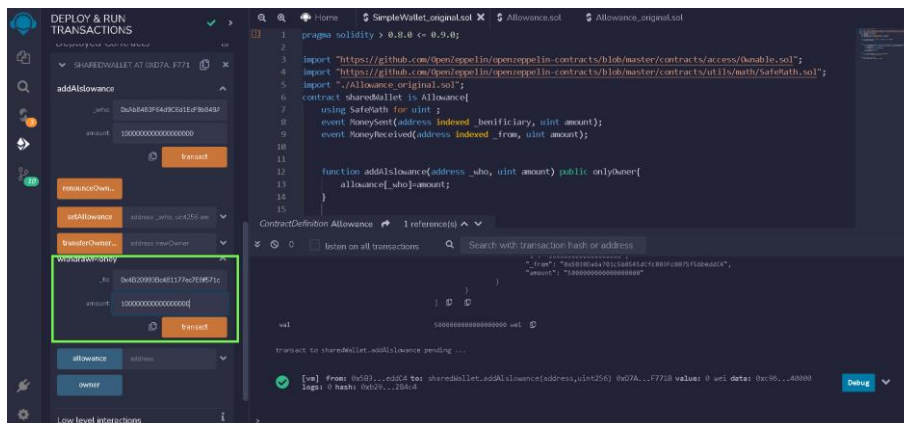 DEPLOY & RUN
TRANSACTIONS
SHAREDWALLET AT 0XD7A..F771
addAlslowance
_who:
amount:
transact
renounceOwn...
setAllowance
address _who, uint256 am
transferOwner...
address newOwner
withdrawMoney
_to:
amount:
transact
allowance
address
owner
Low level interactions
Home
SimpleWallet_original.sol
Allowance.sol
Allowance_original.sol
1 pragma solidity > 0.8.0 <= 0.9.0;
2
3 import "https://github.com/OpenZeppelin/openzeppelin-contracts/blob/master/contracts/access/Ownable.sol";
4 import "https://github.com/OpenZeppelin/openzeppelin-contracts/blob/master/contracts/utils/math/SafeMath.sol";
5 import "./Allowance_original.sol";
6 contract sharedWallet is Allowance{
7 using SafeMath for uint ;
8 event MoneySent(address indexed _benificiary, uint amount);
9 event MoneyReceived(address indexed _from, uint amount);
10
11
12 function addAlslowance(address _who, uint amount) public onlyOwner{
13 allowance[_who]=amount;
14 }
15
ContractDefinition Allowance 1 reference(s)
0
listen on all transactions
Search with transaction hash or address
"amount": "5000000000000000000"
}
}
]
val
5000000000000000000 wei
transact to sharedWallet.addAlslowance pending ...
[vm] from: 0x5B3...eddC4 to: sharedWallet.addAlslowance(address,uint256) 0xD7A...F771B value: 0 wei data: 0xc96...40000
logs: 0 hash: 0xb29...284c4
Debug